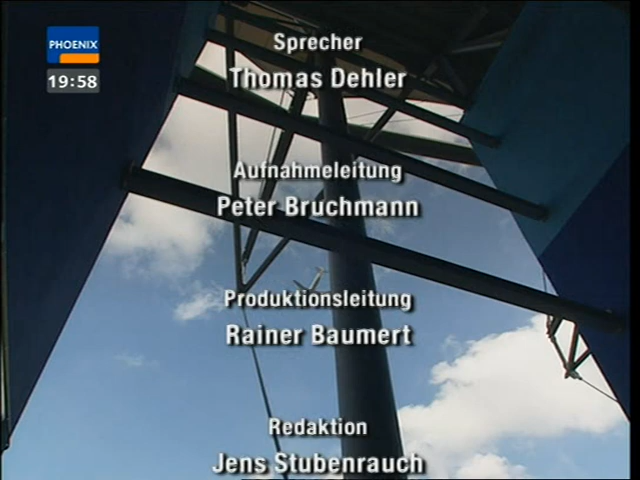 PHOENIX
19:58
Sprecher
Thomas Dehler
Aufnahmeleitung
Peter Bruchmann
Produktionsleitung
Rainer Baumert
Redaktion
Jens Stubenrauch